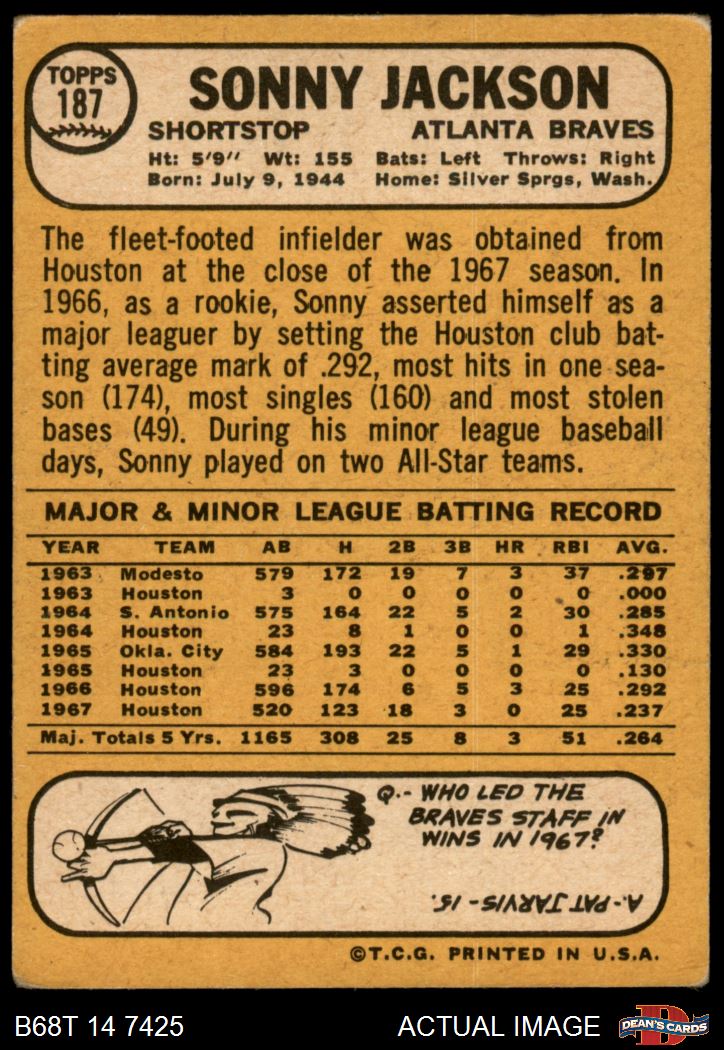 TOPPS
187
SONNY JACKSON
SHORTSTOP ATLANTA BRAVES
Ht: 5'9" Wt: 155 Bats: Left Throws: Right
Born: July 9, 1944 Home: Silver Sprgs, Wash.
The fleet-footed infielder was obtained from
Houston at the close of the 1967 season. In
1966, as a rookie, Sonny asserted himself as a
major leaguer by setting the Houston club bat-
ting average mark of .292, most hits in one sea-
son (174), most singles (160) and most stolen
bases (49). During his minor league baseball
days, Sonny played on two All-Star teams.
MAJOR & MINOR LEAGUE BATTING RECORD
YEAR TEAM AB H 2B 3B HR RBI AVG.
1963 Modesto 579 172 19 7 3 37 .297
1963 Houston 3 0 0 0 0 0 .000
1964 S. Antonio 575 164 22 5 2 30 .285
1964 Houston 23 8 1 0 0 1 .348
1965 Okla. City 584 193 22 5 1 29 .330
1965 Houston 23 3 0 0 0 0 .130
1966 Houston 596 174 6 5 3 25 .292
1967 Houston 520 123 18 3 0 25 .237
Maj. Totals 5 Yrs. 1165 308 25 8 3 51 .264
Q.- WHO LED THE
BRAVES STAFF IN
WINS IN 1967?
A.- PAT JARVIS - 15.
©T.C.G. PRINTED IN U.S.A.
B68T 14 7425 ACTUAL IMAGE
D
DEAN'S CARDS